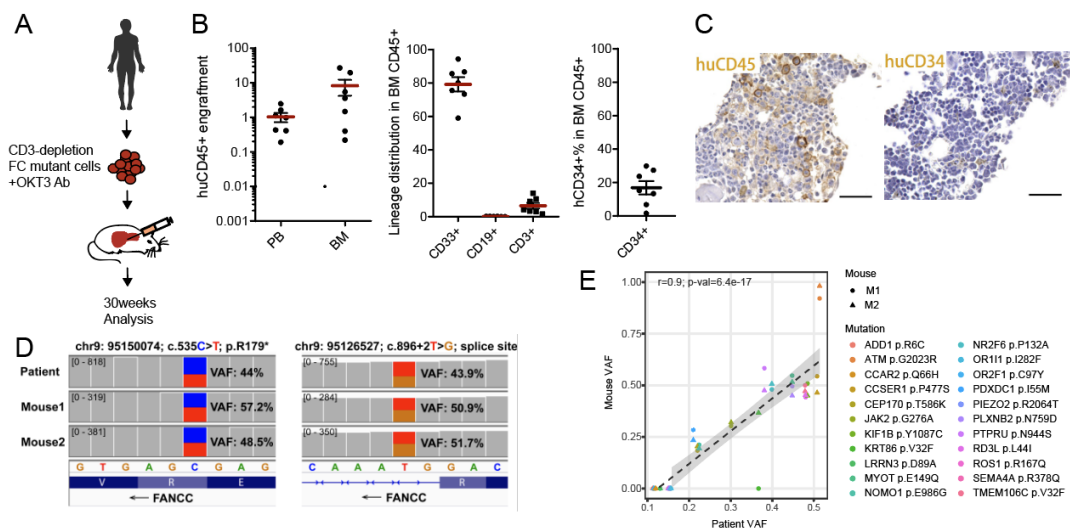 A
CD3-depletion
FC mutant cells
+OKT3 Ab
30weeks
Analysis
B
huCD45+ engraftment
100
10
1
0.1
0.01
0.001
PB
BM
Lineage distribution in BM CD45+
100
80
60
40
20
0
CD33+
CD19+
CD3+
hCD34+% in BM CD45+
100
80
60
40
20
0
CD34+
C
huCD45
huCD34
D
chr9: 95150074; c.535C>T; p.R179*
[0 - 818]
Patient
VAF: 44%
[0 - 319]
Mouse1
VAF: 57.2%
[0 - 381]
Mouse2
VAF: 48.5%
G T G A G C G A G
V R E
← FANCC
chr9: 95126527; c.896+2T>G; splice site
[0 - 755]
VAF: 43.9%
[0 - 284]
VAF: 50.9%
[0 - 350]
VAF: 51.7%
C A A A T G G A C
R
← FANCC
E
r=0.9; p-val=6.4e-17
Mouse VAF
1.00
0.75
0.50
0.25
0.00
0.1 0.2 0.3 0.4 0.5
Patient VAF
Mouse
M1
M2
Mutation
ADD1 p.R6C
ATM p.G2023R
CCAR2 p.Q66H
CCSER1 p.P477S
CEP170 p.T586K
JAK2 p.G276A
KIF1B p.Y1087C
KRT86 p.V32F
LRRN3 p.D89A
MYOT p.E149Q
NOMO1 p.E986G
NR2F6 p.P132A
OR1I1 p.I282F
OR2F1 p.C97Y
PDXDC1 p.I55M
PIEZO2 p.R2064T
PLXNB2 p.N759D
PTPRU p.N944S
RD3L p.L44I
ROS1 p.R167Q
SEMA4A p.R378Q
TMEM106C p.V32F